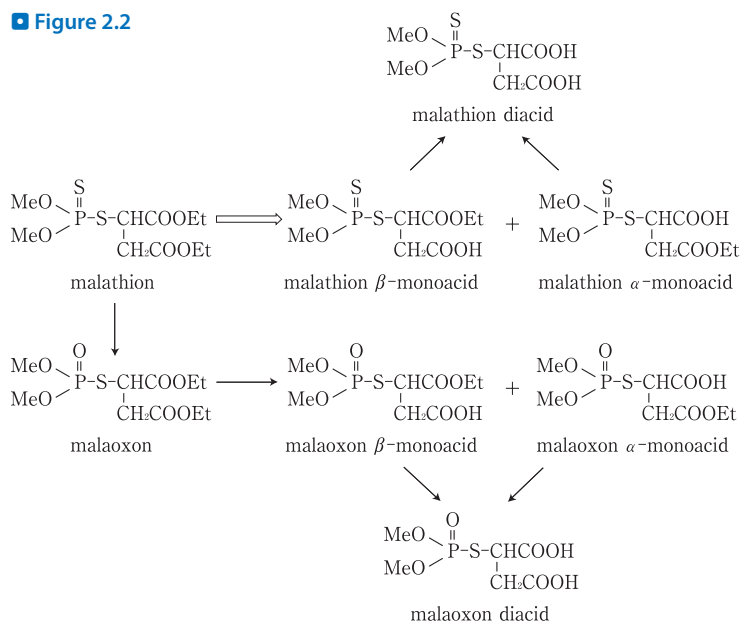 Figure 2.2
S
MeO
P-S-CHCOOH
MeO
CH₂COOH
malathion diacid
S
MeO
P-S-CHCOOEt
MeO
CH₂COOEt
malathion
S
MeO
P-S-CHCOOEt
MeO
CH₂COOH
malathion β-monoacid
+
S
MeO
P-S-CHCOOH
MeO
CH₂COOEt
malathion α-monoacid
O
MeO
P-S-CHCOOEt
MeO
CH₂COOEt
malaoxon
O
MeO
P-S-CHCOOEt
MeO
CH₂COOH
malaoxon β-monoacid
+
O
MeO
P-S-CHCOOH
MeO
CH₂COOEt
malaoxon α-monoacid
O
MeO
P-S-CHCOOH
MeO
CH₂COOH
malaoxon diacid